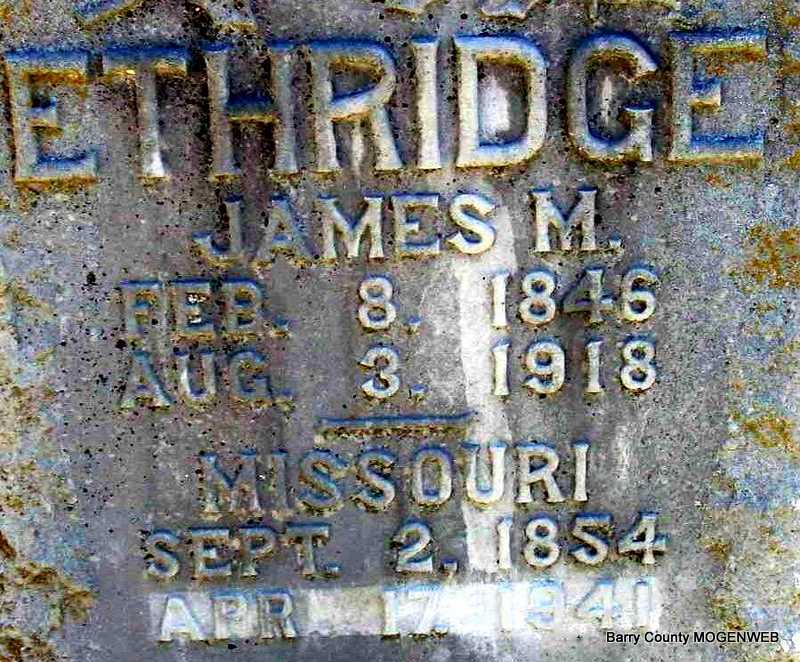 ETHRIDGE
JAMES M.
FEB. 8, 1846
AUG. 3, 1918
MISSOURI
SEPT. 2, 1854
APR 17, 1941
Barry County MOGENWEB